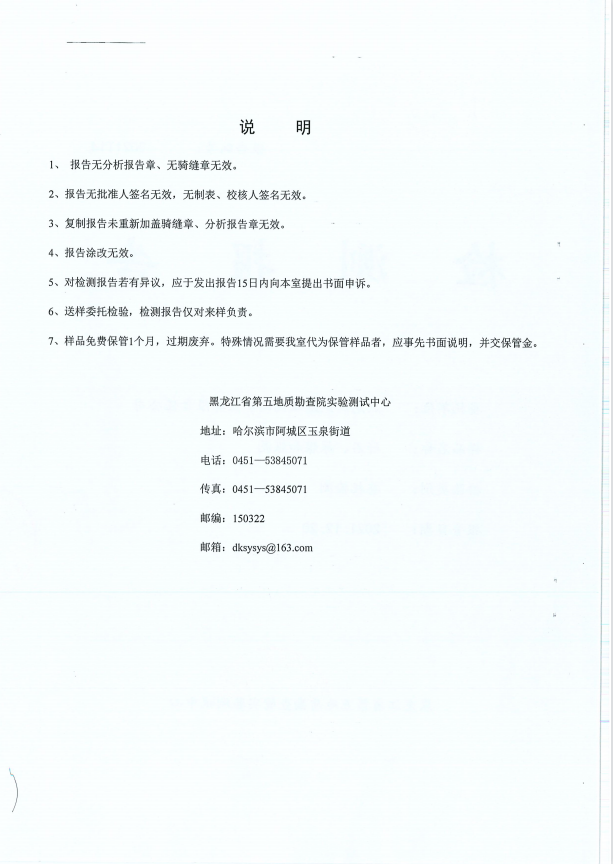 说 明
1、 报告无分析报告章、无骑缝章无效。
2、报告无批准人签名无效，无制表、校核人签名无效。
3、复制报告未重新加盖骑缝章、分析报告章无效。
4、报告涂改无效。
5、对检测报告若有异议，应于发出报告15日内向本室提出书面申诉。
6、送样委托检验，检测报告仅对来样负责。
7、样品免费保管1个月，过期废弃。特殊情况需要我室代为保管样品者，应事先书面说明，并交保管金。
黑龙江省第五地质勘查院实验测试中心
地址：哈尔滨市阿城区玉泉街道
电话：0451—53845071
传真：0451—53845071
邮编：150322
邮箱：dksysys@163.com